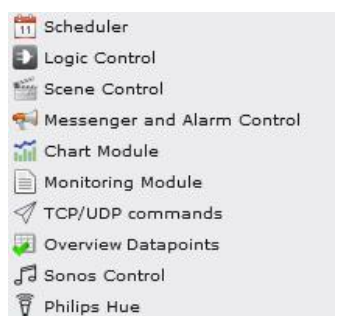 11 Scheduler
Logic Control
Scene Control
Messenger and Alarm Control
Chart Module
Monitoring Module
TCP/UDP commands
Overview Datapoints
Sonos Control
Philips Hue